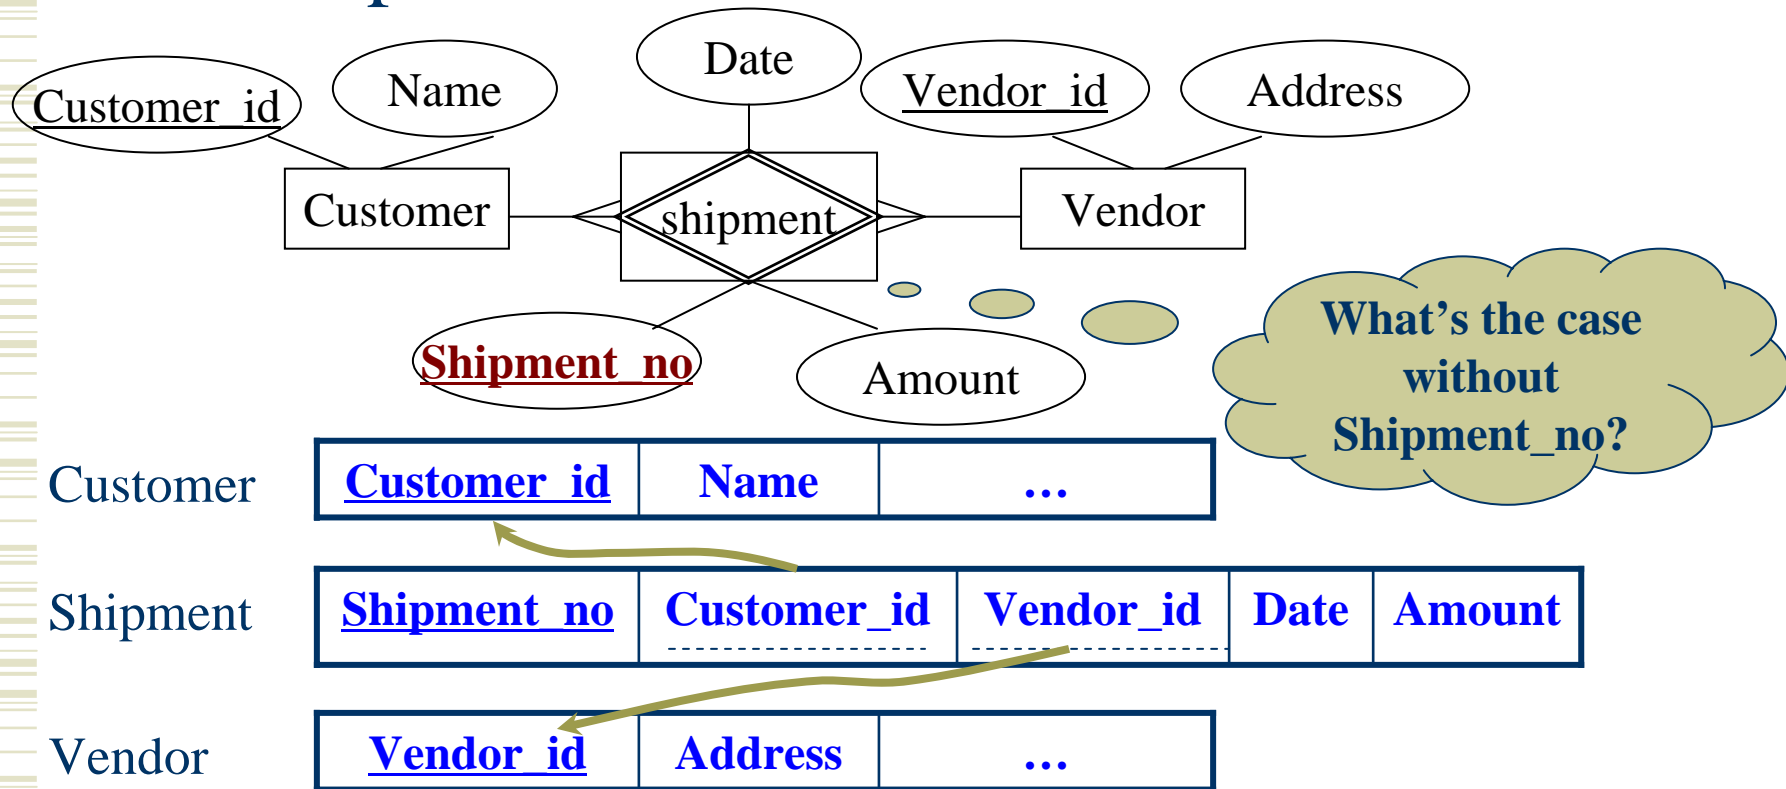 Date
Customer_id
Name
Vendor_id
Address
Customer
shipment
Vendor
Shipment_no
Amount
What's the case
without
Shipment_no?
Customer
Customer_id Name …
Shipment
Shipment_no Customer_id Vendor_id Date Amount
Vendor
Vendor_id Address …